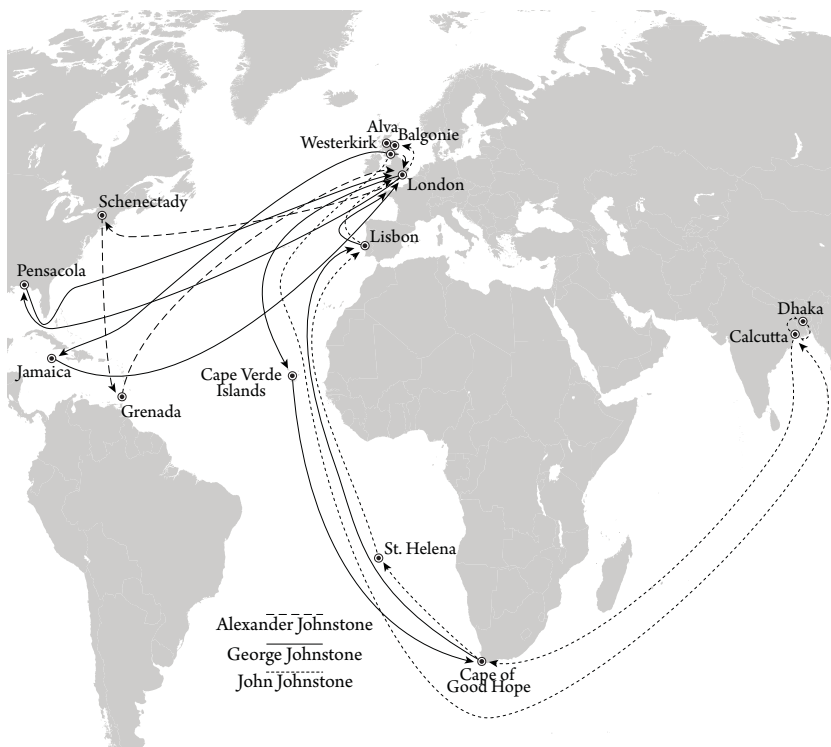 Alva
Balgonie
Westerkirk
London
Schenectady
Lisbon
Pensacola
Dhaka
Calcutta
Jamaica
Cape Verde
Islands
Grenada
St. Helena
Alexander Johnstone
George Johnstone
John Johnstone
Cape of
Good Hope